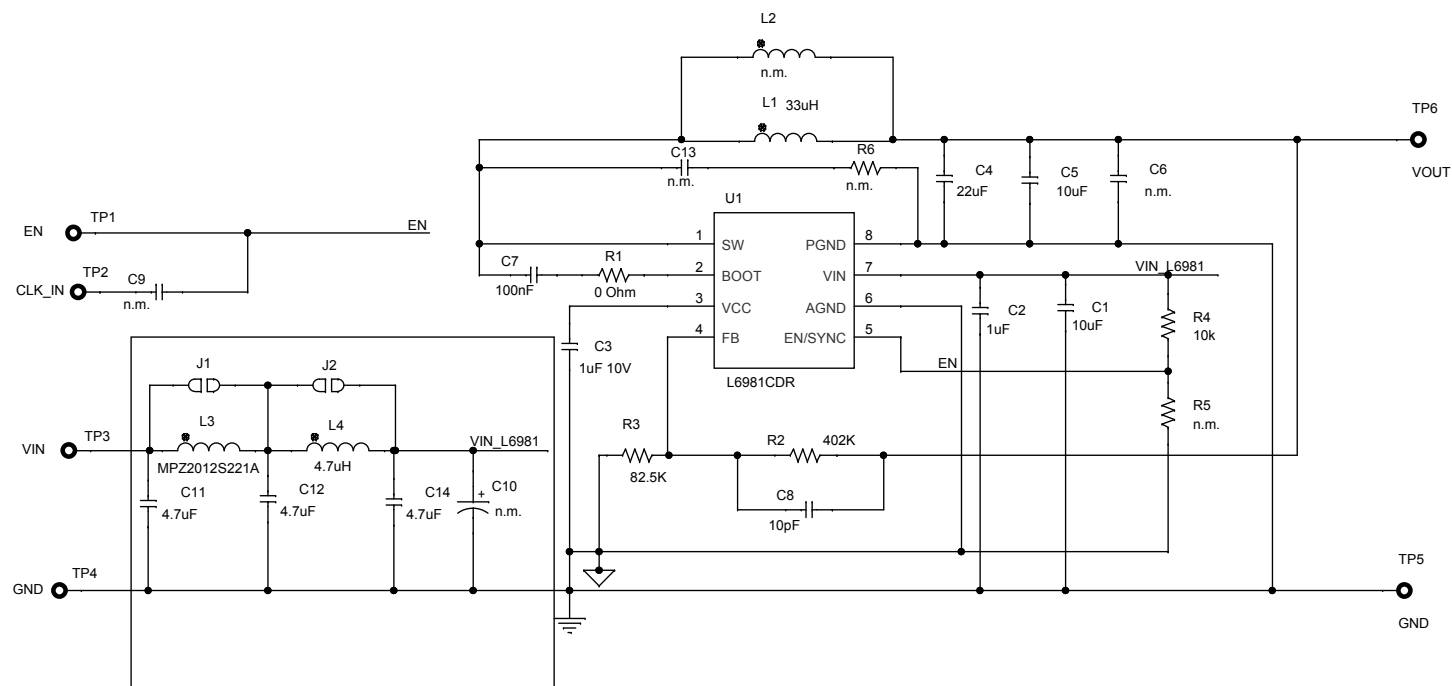 L2
n.m.
L1 33uH
TP6
VOUT
C13
n.m.
R6
n.m.
C4
22uF
C5
10uF
C6
n.m.
EN
TP1
EN
CLK_IN
TP2
C9
n.m.
U1
1
SW
2
BOOT
3
VCC
4
FB
PGND
8
VIN
7
AGND
6
EN/SYNC
5
L6981CDR
C7
100nF
R1
0 Ohm
C3
1uF 10V
VIN_L6981
C2
1uF
C1
10uF
R4
10k
EN
R5
n.m.
J1
J2
VIN
TP3
L3
MPZ2012S221A
L4
4.7uH
VIN_L6981
C11
4.7uF
C12
4.7uF
C14
4.7uF
C10
+
n.m.
R3
82.5K
R2
402K
C8
10pF
GND
TP4
TP5
GND